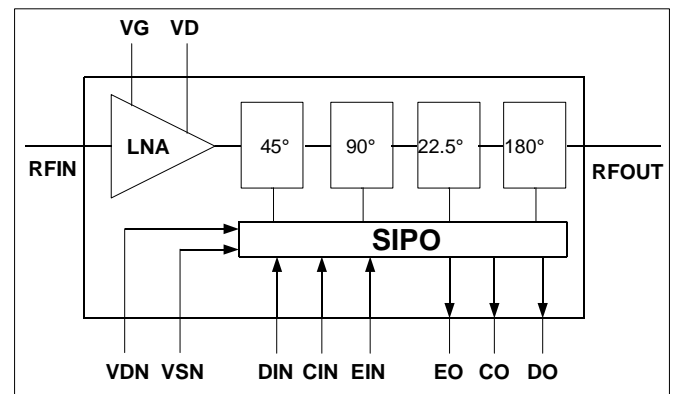 VG VD
LNA 45° 90° 22.5° 180°
RFIN RFOUT
SIPO
VDN VSN DIN CIN EIN EO CO DO